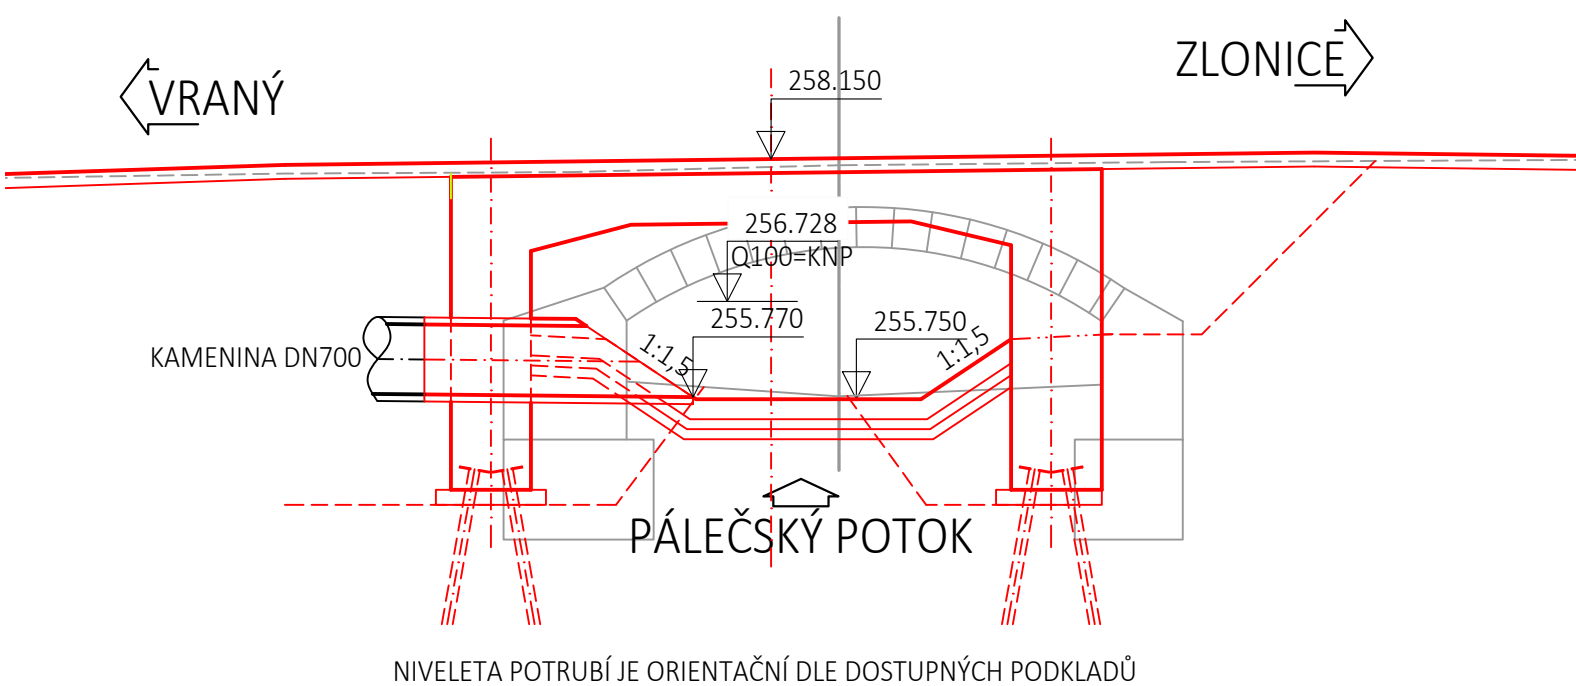 VRANÝ
258.150
ZLONICE
256.728
Q100=KNP
255.770
255.750
1:1,5
1:1,5
KAMENINA DN700
PÁLEČSKÝ POTOK
NIVELETA POTRUBÍ JE ORIENTAČNÍ DLE DOSTUPNÝCH PODKLADŮ